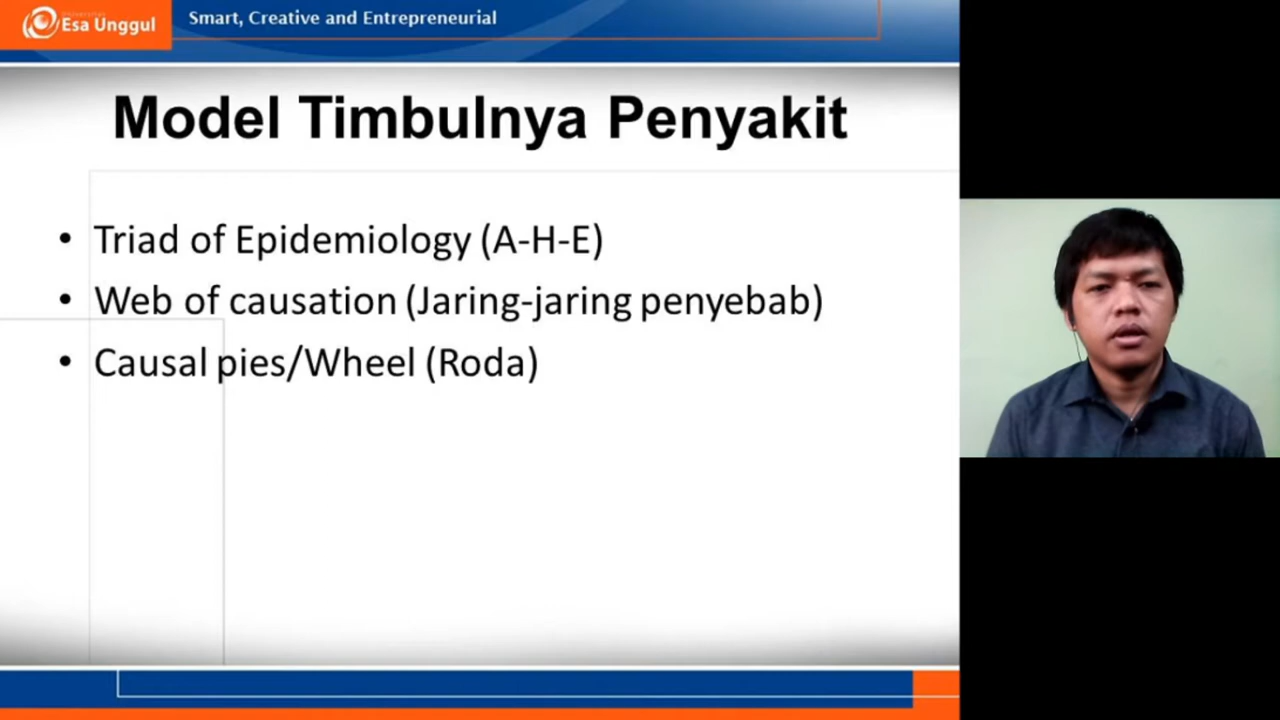 Universitas
Esa Unggul
Smart, Creative and Entrepreneurial
Model Timbulnya Penyakit
• Triad of Epidemiology (A-H-E)
• Web of causation (Jaring-jaring penyebab)
• Causal pies/Wheel (Roda)